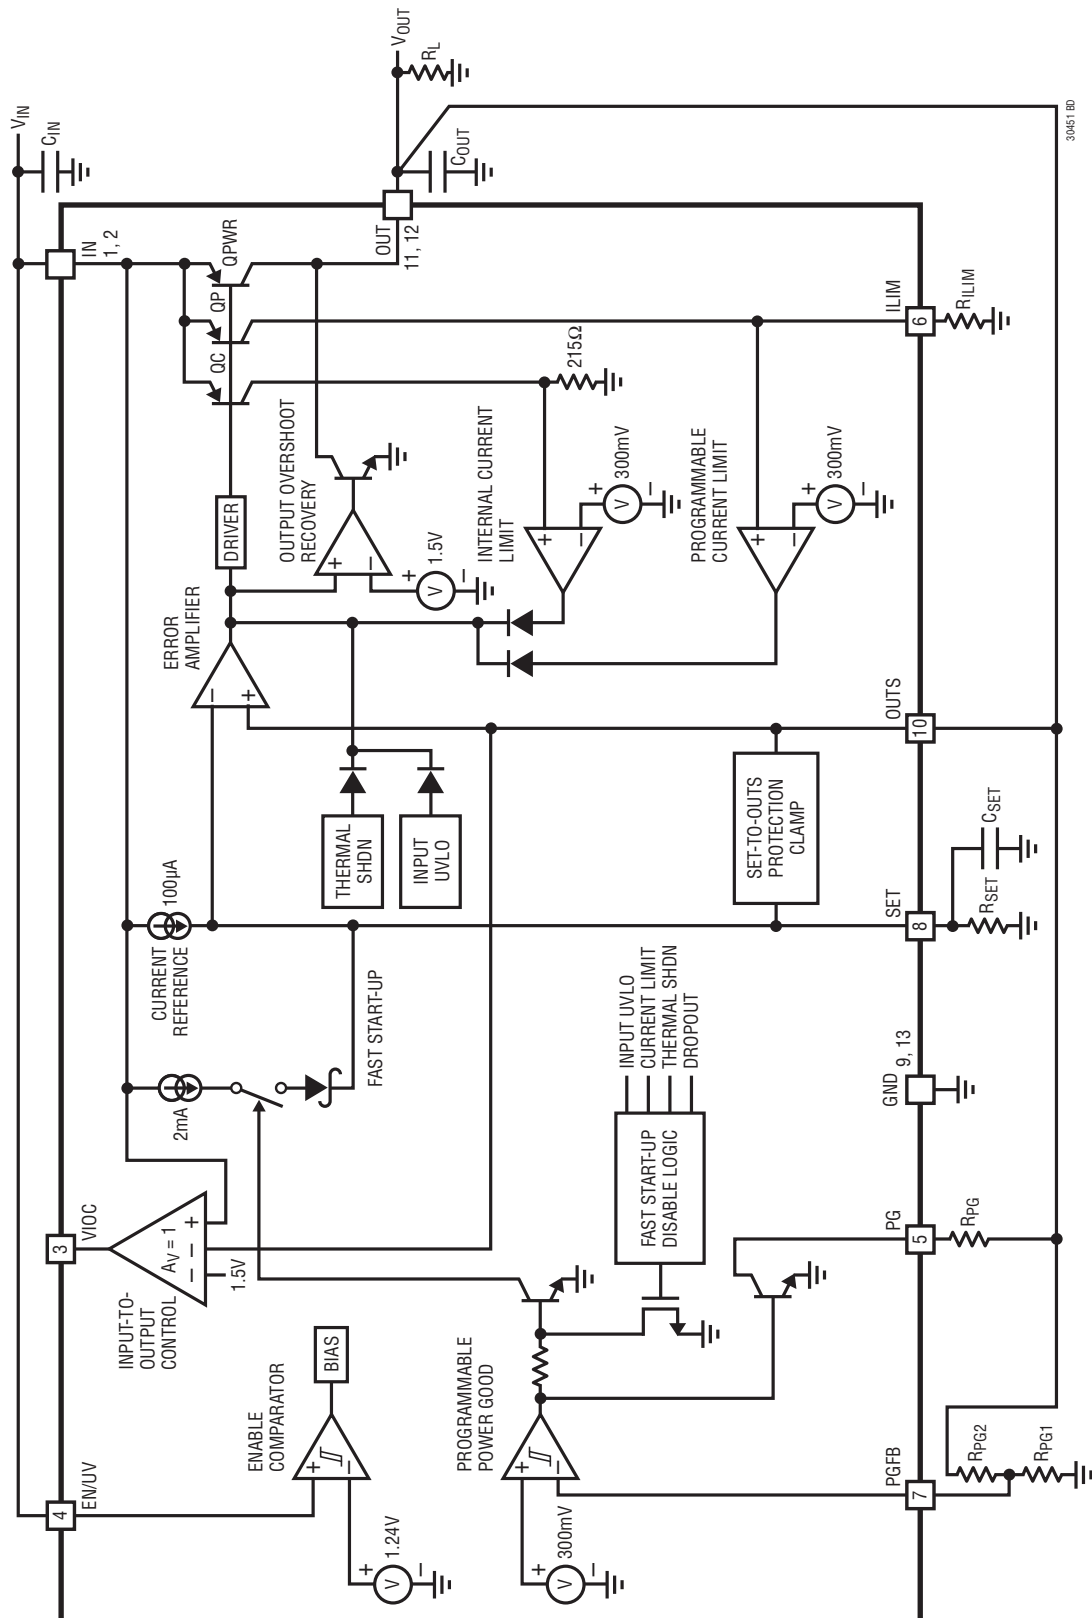 VIN
CIN
IN
1, 2
4
EN/UV
3
VIOC
INPUT-TO-
OUTPUT
CONTROL
AV = 1
+
–
–
1.5V
2mA
CURRENT
REFERENCE
100µA
FAST START-UP
ERROR
AMPLIFIER
–
+
DRIVER
QC
QP
QPWR
OUT
11, 12
VOUT
COUT
RL
ENABLE
COMPARATOR
+
–
BIAS
V
+
–
1.24V
THERMAL
SHDN
INPUT
UVLO
OUTPUT OVERSHOOT
RECOVERY
+
–
V
+
–
1.5V
INTERNAL CURRENT
LIMIT
+
–
V
+
–
300mV
215Ω
PROGRAMMABLE
POWER GOOD
+
–
V
+
–
300mV
FAST START-UP
DISABLE LOGIC
INPUT UVLO
CURRENT LIMIT
THERMAL SHDN
DROPOUT
SET-TO-OUTS
PROTECTION
CLAMP
PROGRAMMABLE
CURRENT LIMIT
+
–
V
+
–
300mV
PGFB
7
RPG2
RPG1
PG
5
RPG
GND
9, 13
SET
8
RSET
CSET
OUTS
10
ILIM
6
RILIM
30451 BD